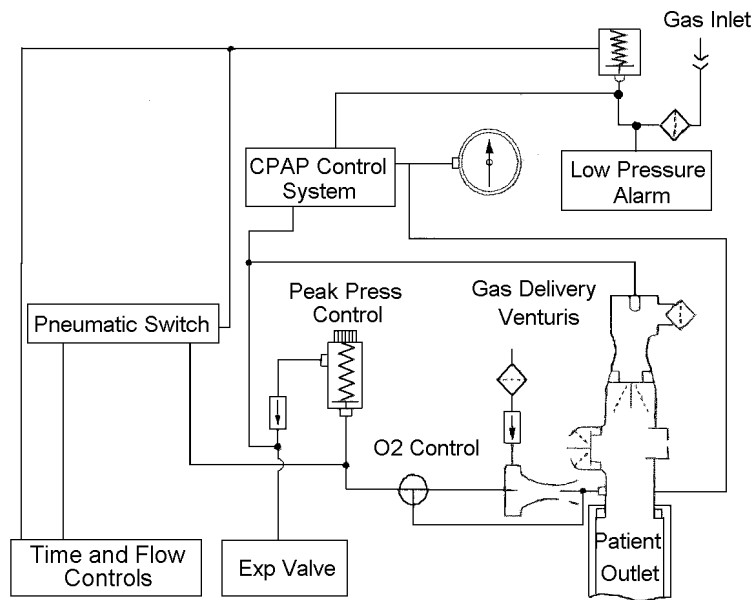 Gas Inlet
CPAP Control
System
Low Pressure
Alarm
Peak Press
Control
Gas Delivery
Venturis
Pneumatic Switch
O2 Control
Time and Flow
Controls
Exp Valve
Patient
Outlet